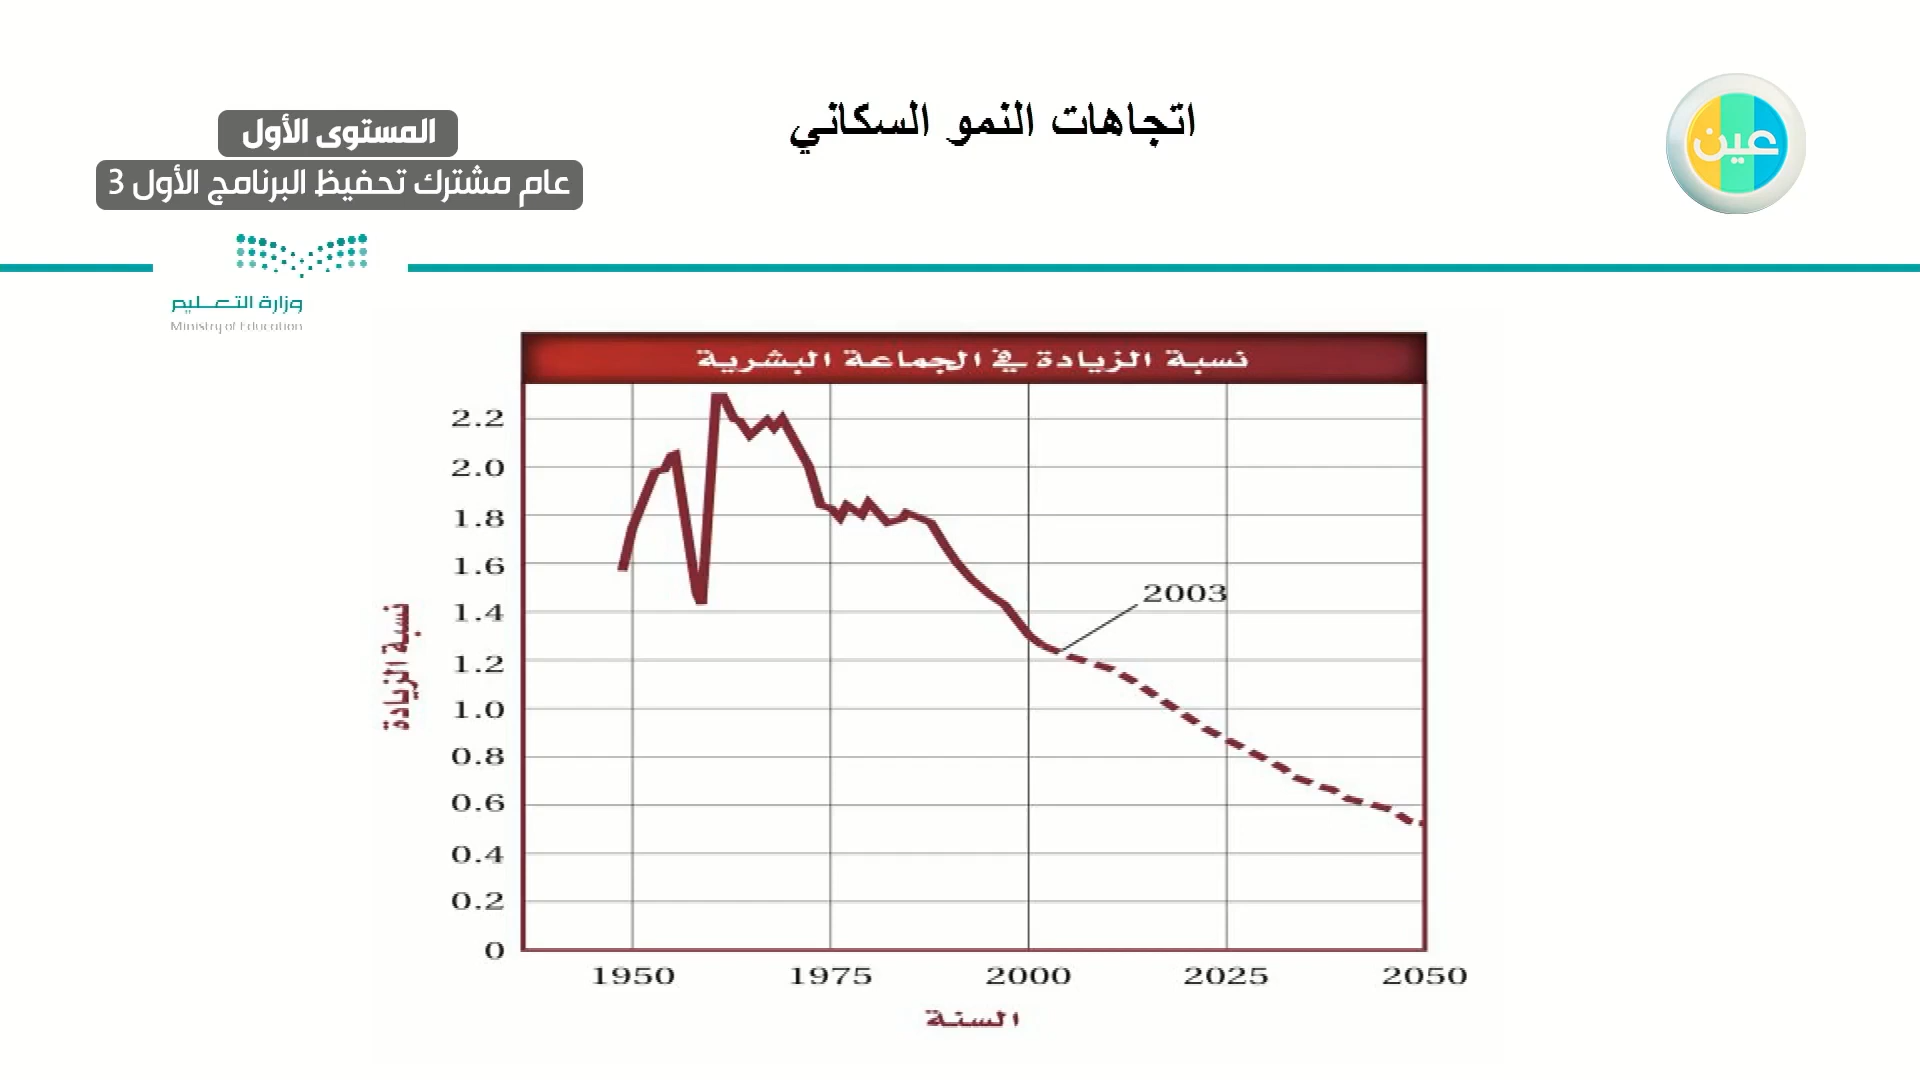 اتجاهات النمو السكاني
عين
المستوى الأول
عام مشترك تحفيظ البرنامج الأول 3
وزارة التعليم
Ministry of Education
نسبة الزيادة في الجماعة البشرية
2.2
2.0
1.8
1.6
1.4
1.2
1.0
0.8
0.6
0.4
0.2
0
نسبة الزيادة
2003
1950 1975 2000 2025 2050
السنة